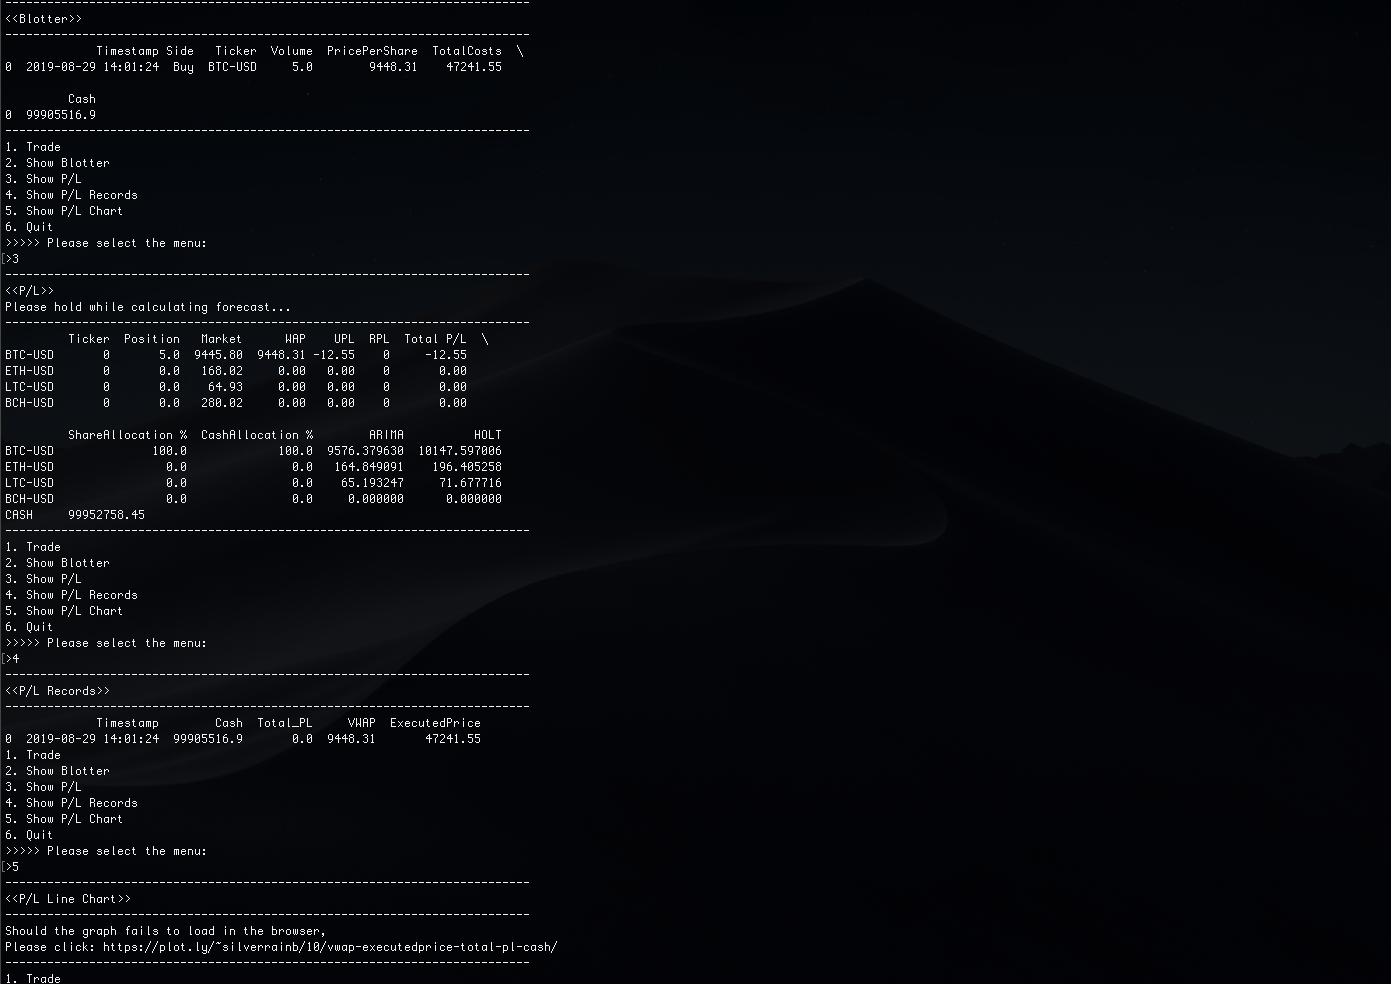 ---------------------------------------------------------------------------
<<Blotter>>
---------------------------------------------------------------------------
             Timestamp Side   Ticker  Volume  PricePerShare  TotalCosts  \
0  2019-08-29 14:01:24  Buy  BTC-USD     5.0        9448.31    47241.55
         Cash
0  99905516.9
---------------------------------------------------------------------------
1. Trade
2. Show Blotter
3. Show P/L
4. Show P/L Records
5. Show P/L Chart
6. Quit
>>>>> Please select the menu:
[>3
---------------------------------------------------------------------------
<<P/L>>
Please hold while calculating forecast...
---------------------------------------------------------------------------
         Ticker  Position   Market      WAP    UPL  RPL  Total P/L  \
BTC-USD       0       5.0  9445.80  9448.31 -12.55    0     -12.55
ETH-USD       0       0.0   168.02     0.00   0.00    0       0.00
LTC-USD       0       0.0    64.93     0.00   0.00    0       0.00
BCH-USD       0       0.0   280.02     0.00   0.00    0       0.00
         ShareAllocation %  CashAllocation %        ARIMA          HOLT
BTC-USD              100.0             100.0  9576.379630  10147.597006
ETH-USD                0.0               0.0   164.849091    196.405258
LTC-USD                0.0               0.0    65.193247     71.677716
BCH-USD                0.0               0.0     0.000000      0.000000
CASH     99952758.45
---------------------------------------------------------------------------
1. Trade
2. Show Blotter
3. Show P/L
4. Show P/L Records
5. Show P/L Chart
6. Quit
>>>>> Please select the menu:
[>4
---------------------------------------------------------------------------
<<P/L Records>>
---------------------------------------------------------------------------
             Timestamp        Cash  Total_PL     VWAP  ExecutedPrice
0  2019-08-29 14:01:24  99905516.9       0.0  9448.31       47241.55
1. Trade
2. Show Blotter
3. Show P/L
4. Show P/L Records
5. Show P/L Chart
6. Quit
>>>>> Please select the menu:
[>5
---------------------------------------------------------------------------
<<P/L Line Chart>>
---------------------------------------------------------------------------
Should the graph fails to load in the browser,
Please click: https://plot.ly/~silverrainb/10/vwap-executedprice-total-pl-cash/
---------------------------------------------------------------------------
1. Trade